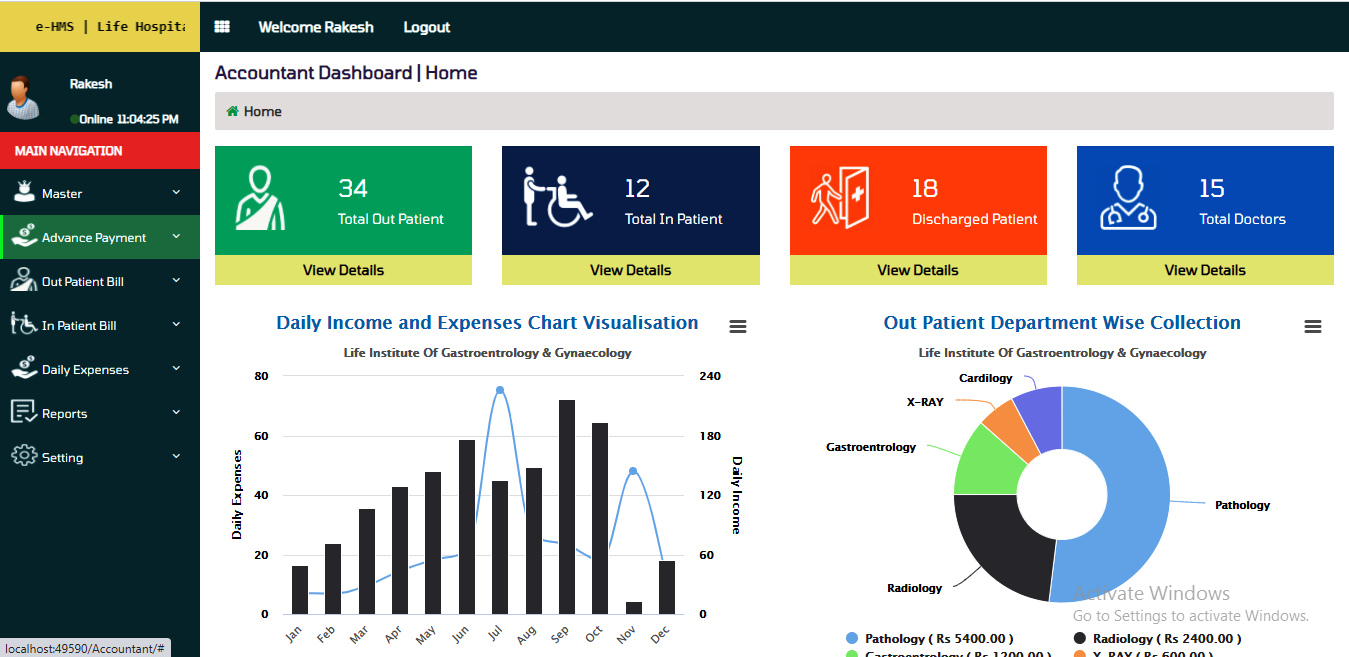 e-HMS | Life Hospita
Welcome Rakesh
Logout
Rakesh
Online 11:04:25 PM
MAIN NAVIGATION
Master
Advance Payment
Out Patient Bill
In Patient Bill
Daily Expenses
Reports
Setting
localhost:49590/Accountant/#
Accountant Dashboard | Home
Home
34
Total Out Patient
View Details
12
Total In Patient
View Details
18
Discharged Patient
View Details
15
Total Doctors
View Details
Daily Income and Expenses Chart Visualisation
Life Institute Of Gastroentrology & Gynaecology
Daily Expenses
80
60
40
20
0
240
180
120
60
0
Daily Income
Jan
Feb
Mar
Apr
May
Jun
Jul
Aug
Sep
Oct
Nov
Dec
Out Patient Department Wise Collection
Life Institute Of Gastroentrology & Gynaecology
Cardilogy
X-RAY
Gastroentrology
Pathology
Radiology
Activate Windows
Go to Settings to activate Windows.
Pathology ( Rs 5400.00 )
Radiology ( Rs 2400.00 )
Gastroentrology ( Rs 1200.00 )
X-RAY ( Rs 600.00 )